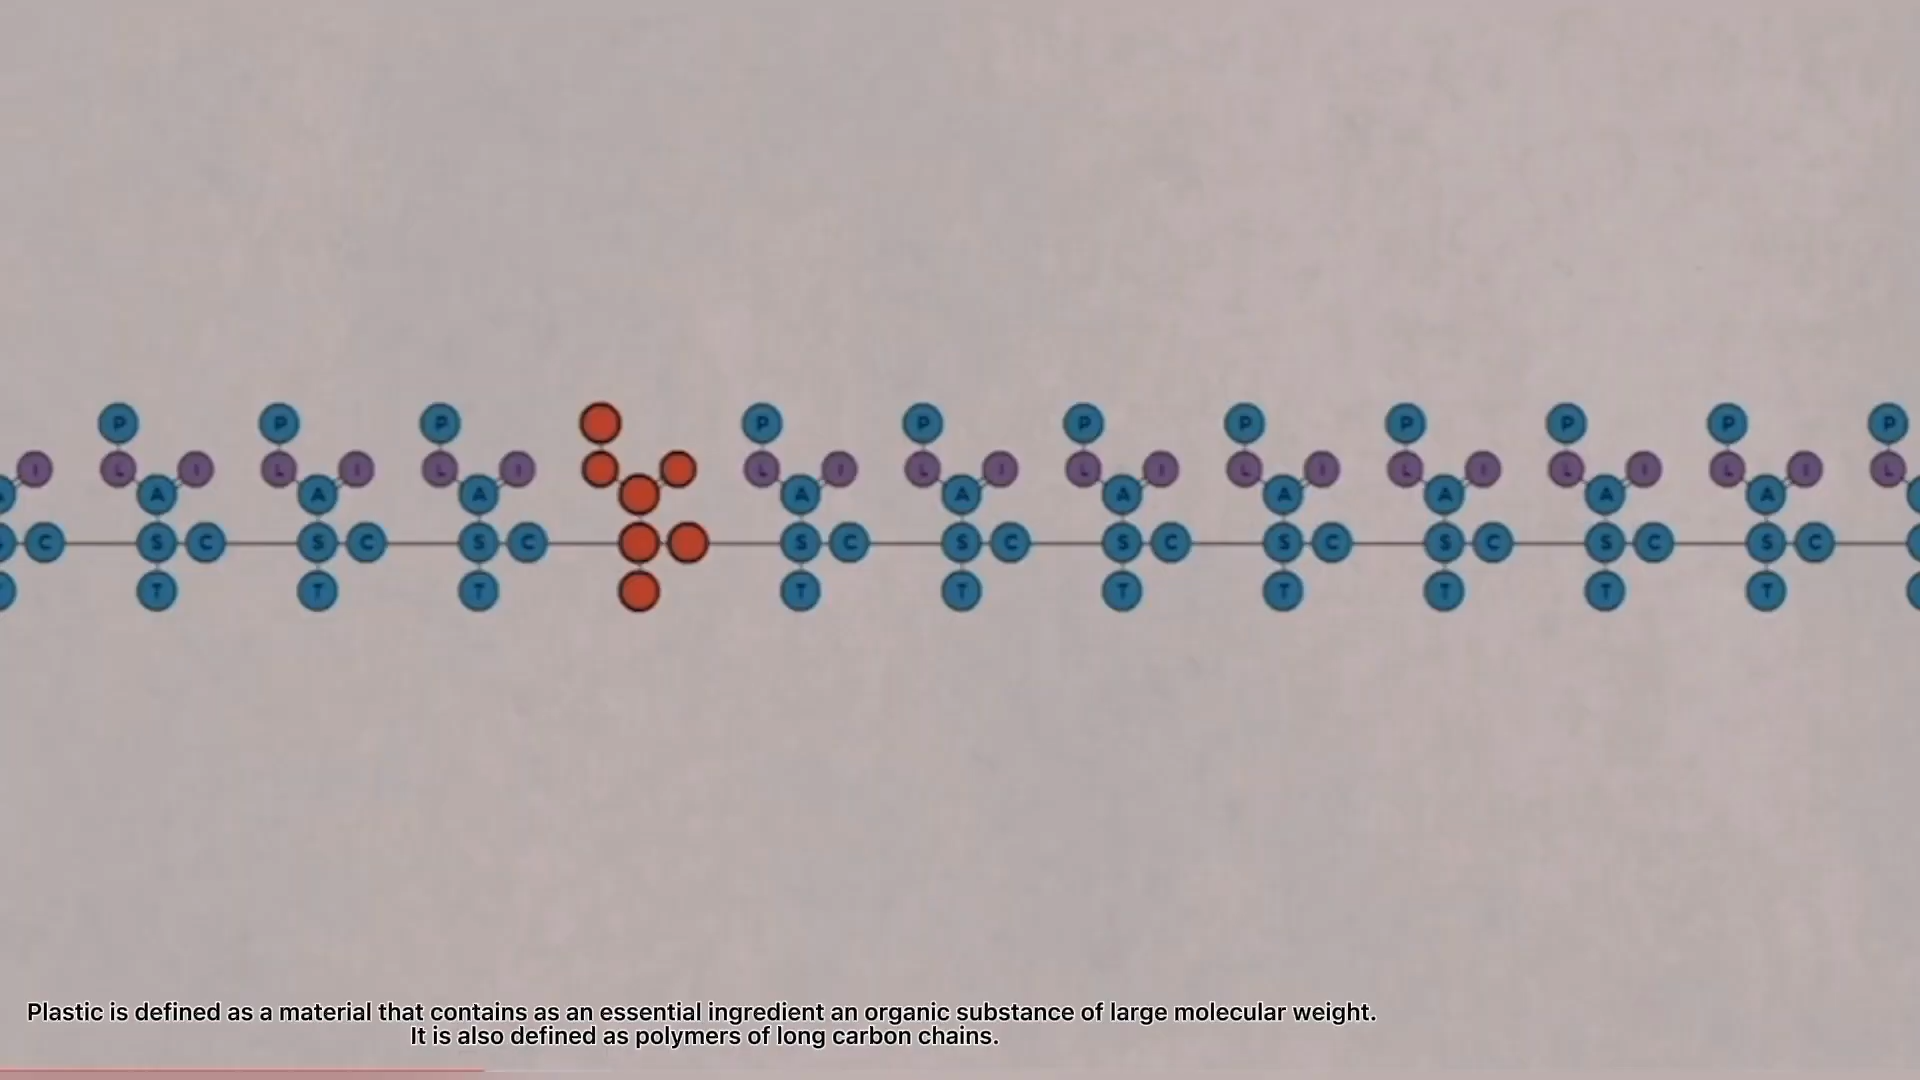 P P P P P P P P P P P
I L I L I L I L I L I L I L I L I L I L I L
A A A A A A A A A A
C S C S C S C S C S C S C S C S C S C S C
T T T T T T T T T T
Plastic is defined as a material that contains as an essential ingredient an organic substance of large molecular weight.
It is also defined as polymers of long carbon chains.